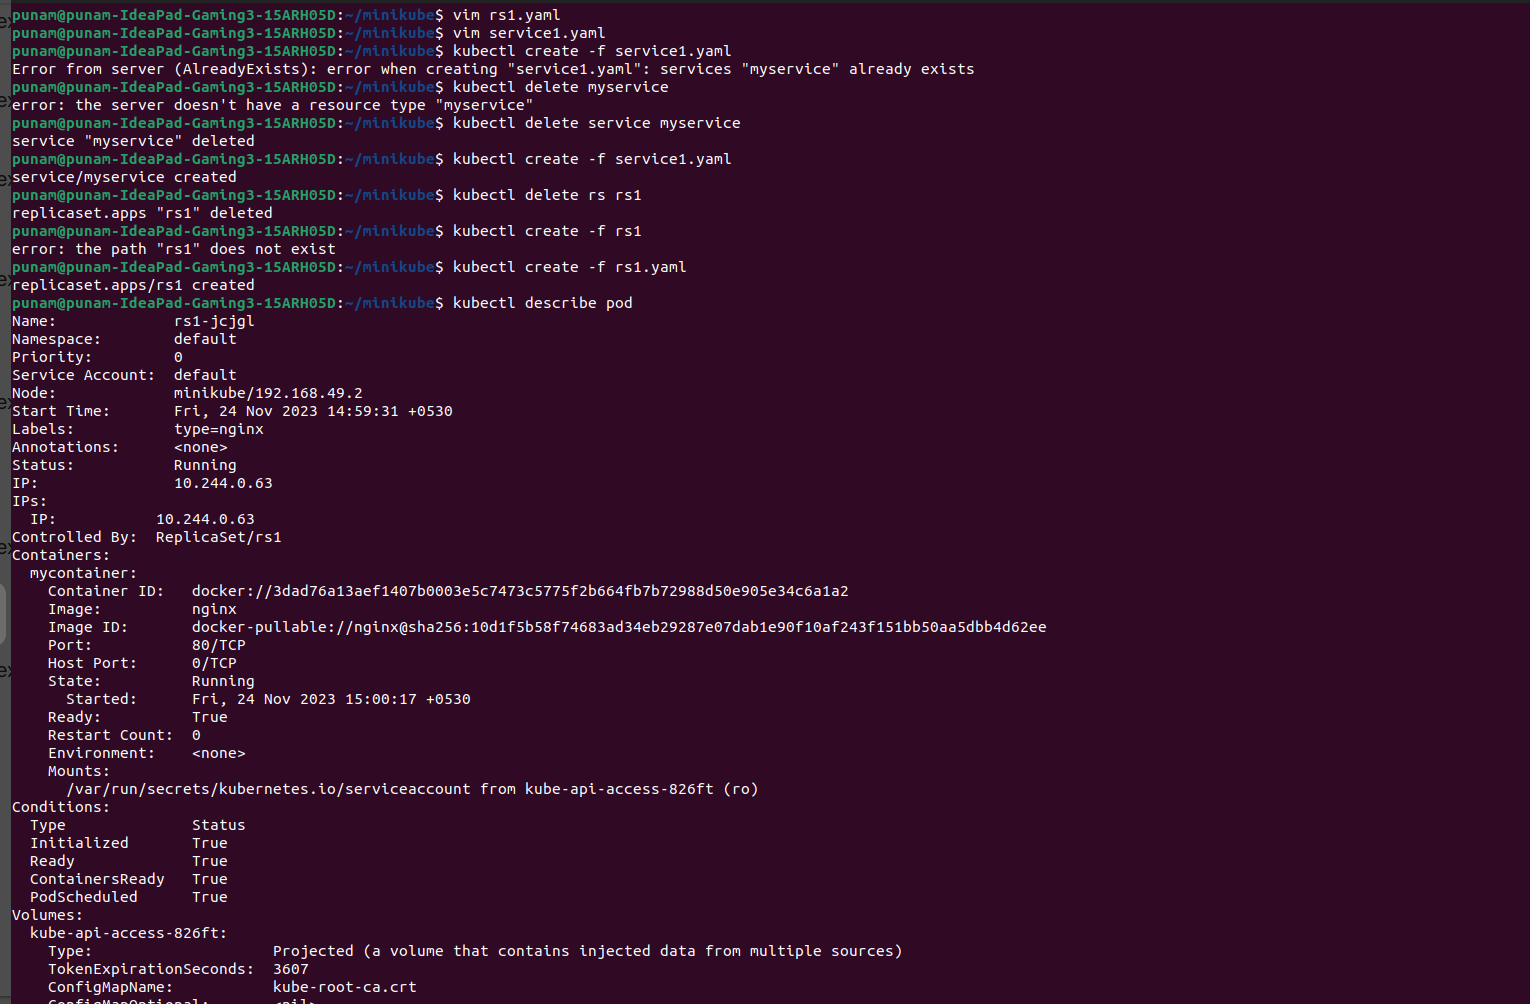 punam@punam-IdeaPad-Gaming3-15ARH05D:~/minikube$ vim rs1.yaml
punam@punam-IdeaPad-Gaming3-15ARH05D:~/minikube$ vim service1.yaml
punam@punam-IdeaPad-Gaming3-15ARH05D:~/minikube$ kubectl create -f service1.yaml
Error from server (AlreadyExists): error when creating "service1.yaml": services "myservice" already exists
punam@punam-IdeaPad-Gaming3-15ARH05D:~/minikube$ kubectl delete myservice
error: the server doesn't have a resource type "myservice"
punam@punam-IdeaPad-Gaming3-15ARH05D:~/minikube$ kubectl delete service myservice
service "myservice" deleted
punam@punam-IdeaPad-Gaming3-15ARH05D:~/minikube$ kubectl create -f service1.yaml
service/myservice created
punam@punam-IdeaPad-Gaming3-15ARH05D:~/minikube$ kubectl delete rs rs1
replicaset.apps "rs1" deleted
punam@punam-IdeaPad-Gaming3-15ARH05D:~/minikube$ kubectl create -f rs1
error: the path "rs1" does not exist
punam@punam-IdeaPad-Gaming3-15ARH05D:~/minikube$ kubectl create -f rs1.yaml
replicaset.apps/rs1 created
punam@punam-IdeaPad-Gaming3-15ARH05D:~/minikube$ kubectl describe pod
Name:             rs1-jcjgl
Namespace:        default
Priority:         0
Service Account:  default
Node:             minikube/192.168.49.2
Start Time:       Fri, 24 Nov 2023 14:59:31 +0530
Labels:           type=nginx
Annotations:      <none>
Status:           Running
IP:               10.244.0.63
IPs:
  IP:           10.244.0.63
Controlled By:  ReplicaSet/rs1
Containers:
  mycontainer:
    Container ID:   docker://3dad76a13aef1407b0003e5c7473c5775f2b664fb7b72988d50e905e34c6a1a2
    Image:          nginx
    Image ID:       docker-pullable://nginx@sha256:10d1f5b58f74683ad34eb29287e07dab1e90f10af243f151bb50aa5dbb4d62ee
    Port:           80/TCP
    Host Port:      0/TCP
    State:          Running
      Started:      Fri, 24 Nov 2023 15:00:17 +0530
    Ready:          True
    Restart Count:  0
    Environment:    <none>
    Mounts:
      /var/run/secrets/kubernetes.io/serviceaccount from kube-api-access-826ft (ro)
Conditions:
  Type              Status
  Initialized       True
  Ready             True
  ContainersReady   True
  PodScheduled      True
Volumes:
  kube-api-access-826ft:
    Type:                    Projected (a volume that contains injected data from multiple sources)
    TokenExpirationSeconds:  3607
    ConfigMapName:           kube-root-ca.crt
    ConfigMapOptional:       <nil>